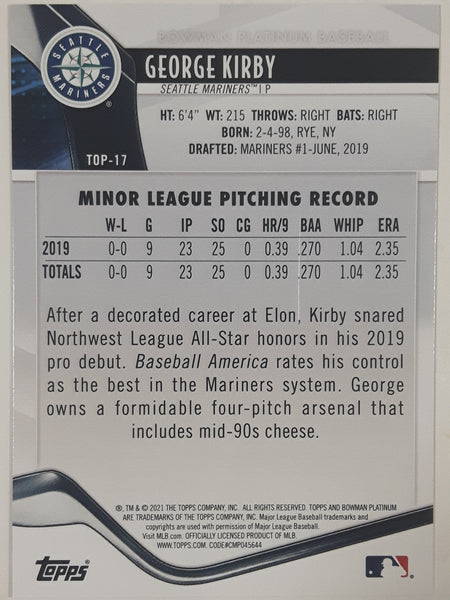 BOWMAN PLATINUM BASEBALL
SEATTLE MARINERS
GEORGE KIRBY
SEATTLE MARINERS™ | P
HT: 6'4" WT: 215 THROWS: RIGHT BATS: RIGHT
BORN: 2-4-98, RYE, NY
DRAFTED: MARINERS #1-JUNE, 2019
TOP-17
MINOR LEAGUE PITCHING RECORD
W-L G IP SO CG HR/9 BAA WHIP ERA
2019 0-0 9 23 25 0 0.39 .270 1.04 2.35
TOTALS 0-0 9 23 25 0 0.39 .270 1.04 2.35
After a decorated career at Elon, Kirby snared
Northwest League All-Star honors in his 2019
pro debut. Baseball America rates his control
as the best in the Mariners system. George
owns a formidable four-pitch arsenal that
includes mid-90s cheese.
®, TM & © 2021 THE TOPPS COMPANY, INC. ALL RIGHTS RESERVED. TOPPS AND BOWMAN PLATINUM
ARE TRADEMARKS OF THE TOPPS COMPANY, INC. Major League Baseball trademarks and
copyrights are used with permission of Major League Baseball.
Visit MLB.com. OFFICIALLY LICENSED PRODUCT OF MLB.
WWW.TOPPS.COM. CODE#CMP045644
Topps